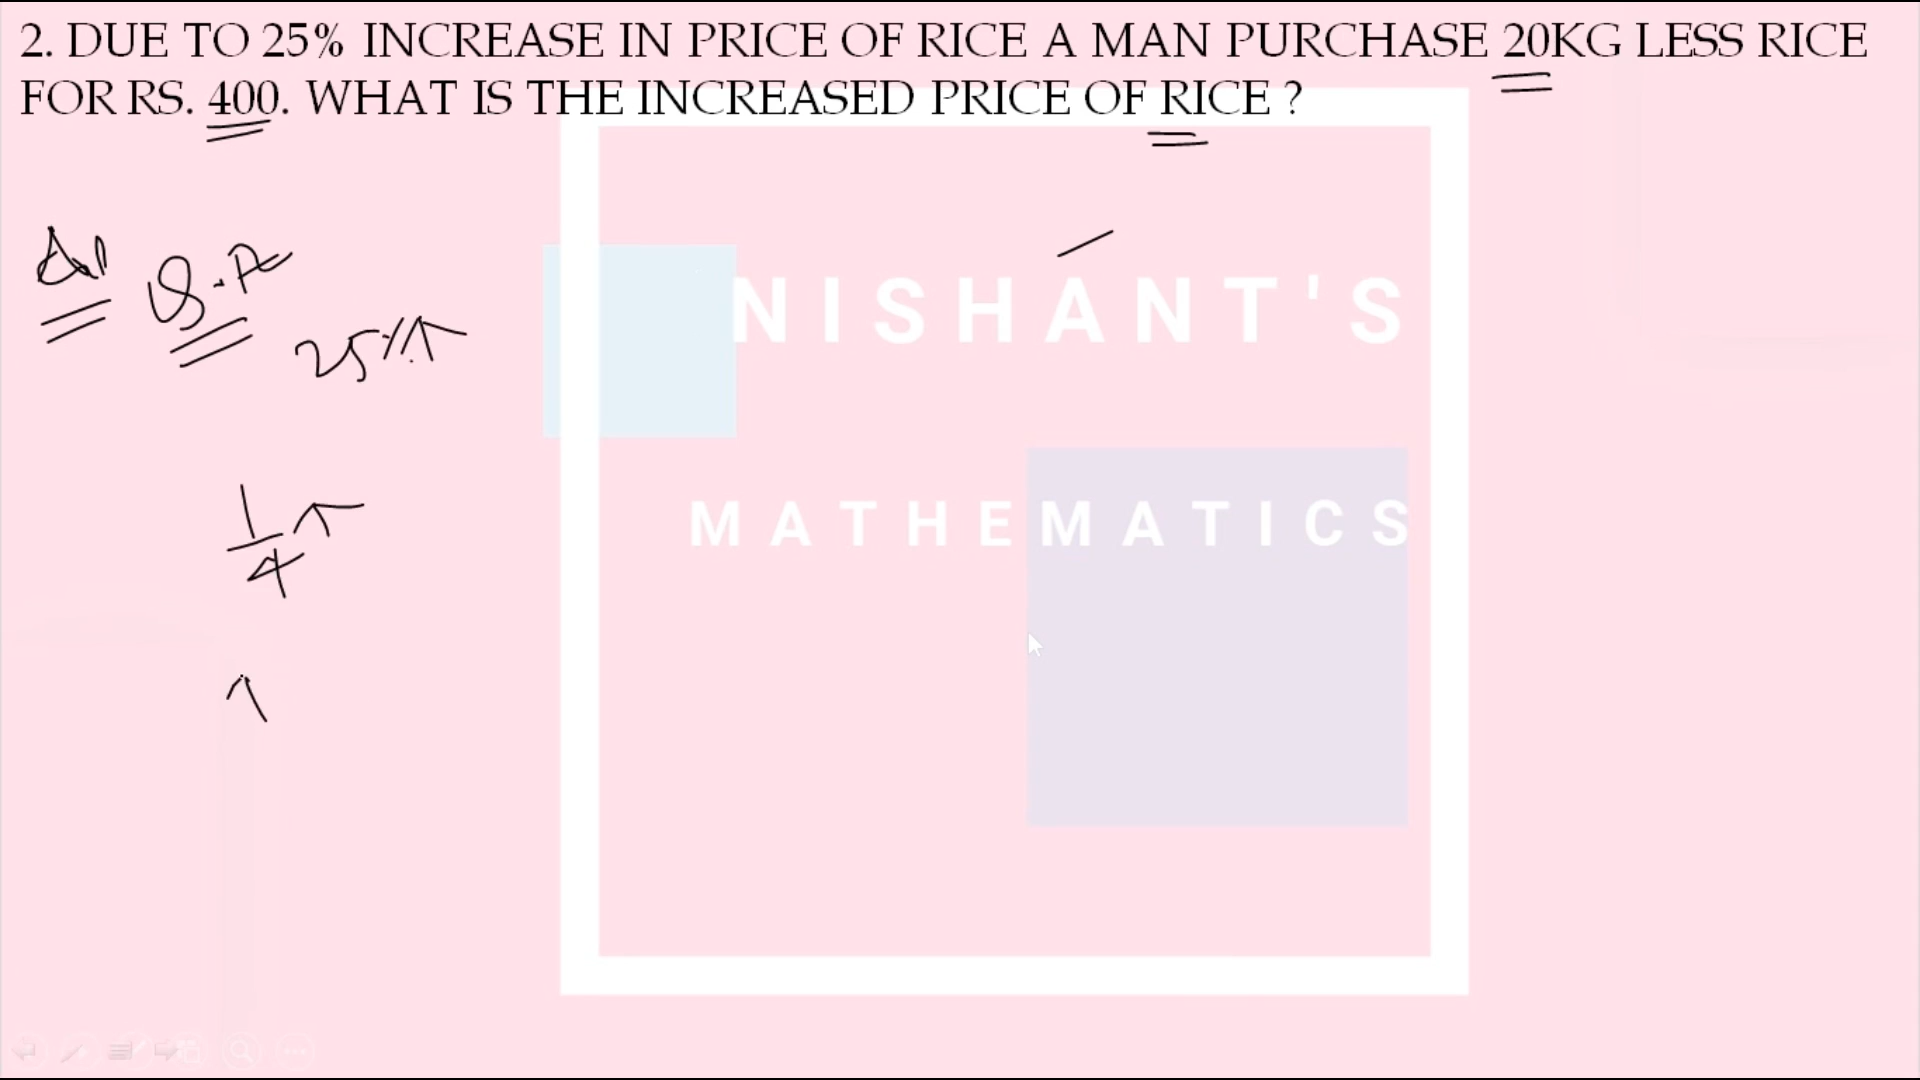 2. DUE TO 25% INCREASE IN PRICE OF RICE A MAN PURCHASE 20KG LESS RICE
FOR RS. 400. WHAT IS THE INCREASED PRICE OF RICE ?
25% ↑
NISHANT'S
1/4 ↑
MATHEMATICS